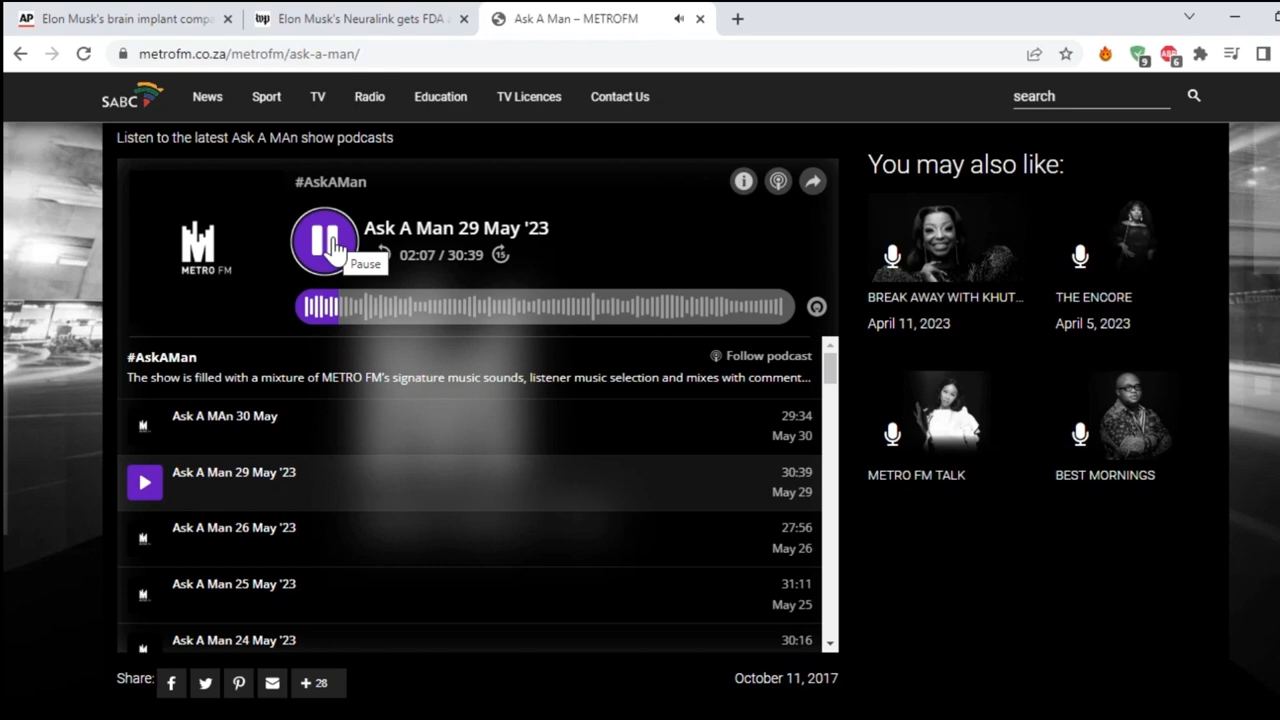 AP Elon Musk's brain implant compa
wp Elon Musk's Neuralink gets FDA a
Ask A Man – METROFM
metrofm.co.za/metrofm/ask-a-man/
9
ABP
6
SABC
News
Sport
TV
Radio
Education
TV Licences
Contact Us
search
Listen to the latest Ask A MAn show podcasts
#AskAMan
METRO FM
Ask A Man 29 May '23
02:07 / 30:39
15
Pause
#AskAMan
Follow podcast
The show is filled with a mixture of METRO FM's signature music sounds, listener music selection and mixes with comment...
Ask A MAn 30 May
29:34
May 30
Ask A Man 29 May '23
30:39
May 29
Ask A Man 26 May '23
27:56
May 26
Ask A Man 25 May '23
31:11
May 25
Ask A Man 24 May '23
30:16
Share:
+ 28
October 11, 2017
You may also like:
BREAK AWAY WITH KHUT...
April 11, 2023
THE ENCORE
April 5, 2023
METRO FM TALK
BEST MORNINGS